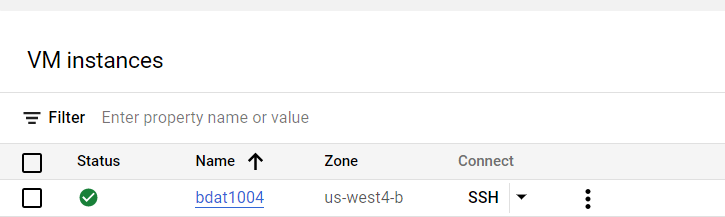 VM instances
Filter Enter property name or value
Status Name Zone Connect
bdat1004 us-west4-b SSH